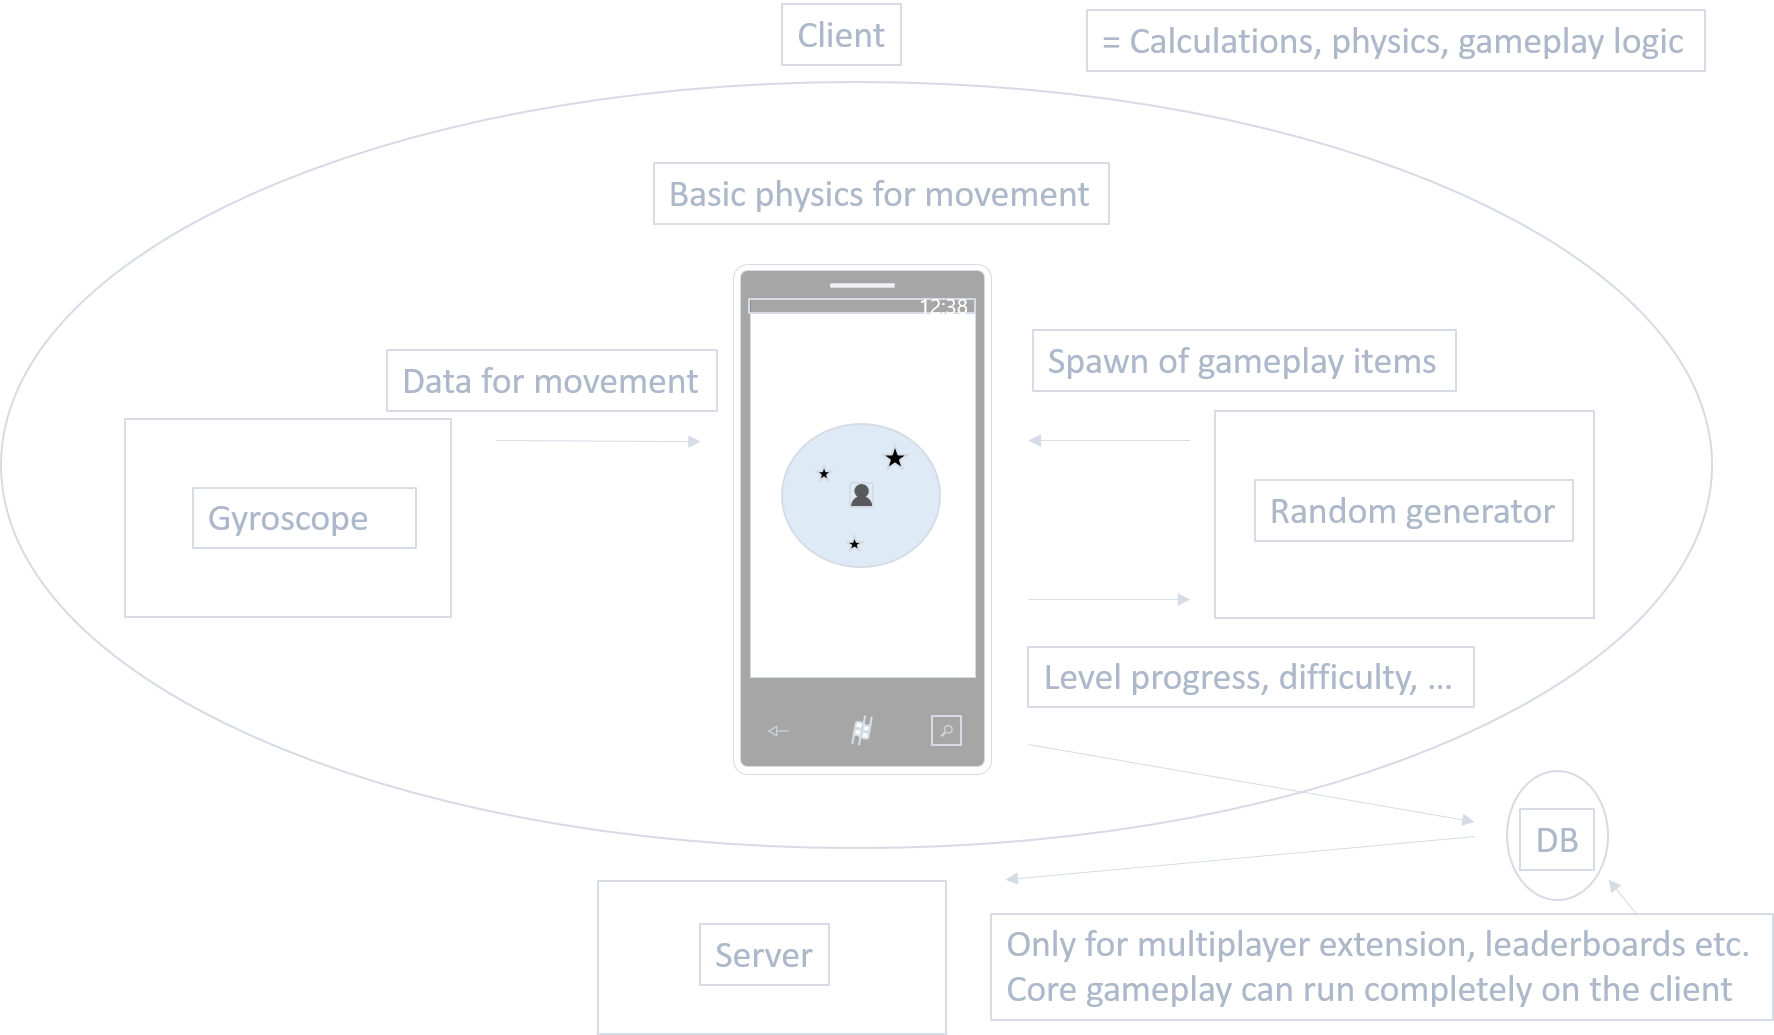 Client
= Calculations, physics, gameplay logic
Basic physics for movement
12:38
Data for movement
Spawn of gameplay items
Gyroscope
Random generator
Level progress, difficulty, ...
DB
Server
Only for multiplayer extension, leaderboards etc.
Core gameplay can run completely on the client